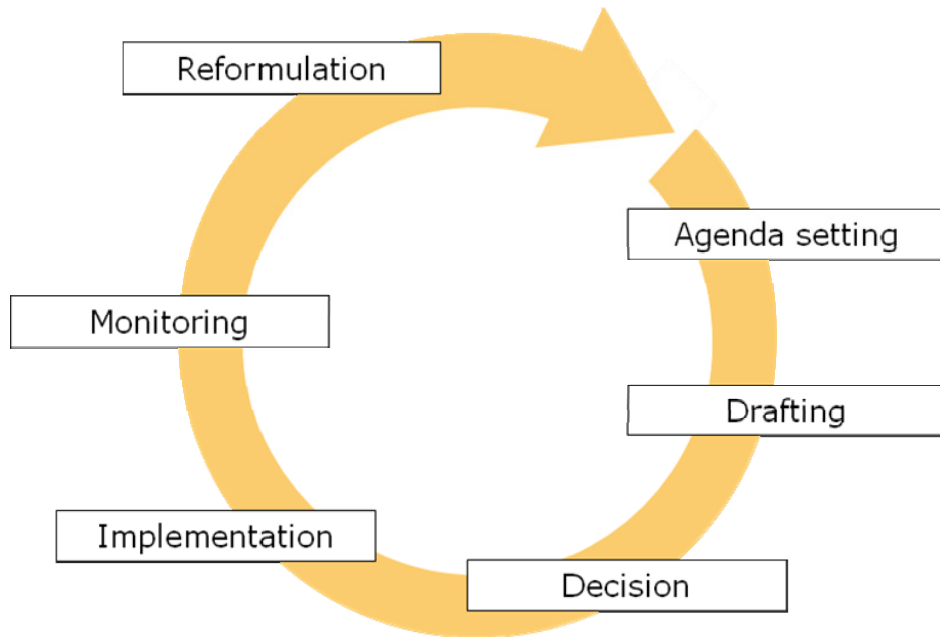 Reformulation
Agenda setting
Monitoring
Drafting
Implementation
Decision